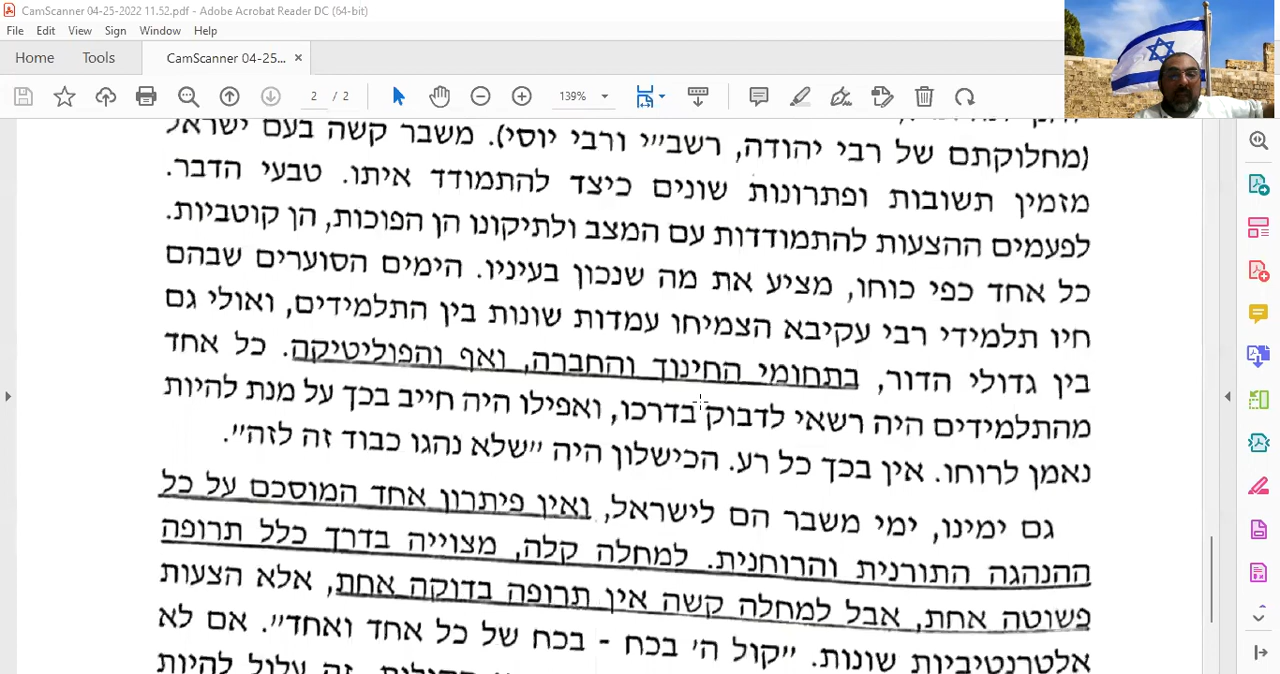 CamScanner 04-25-2022 11.52.pdf - Adobe Acrobat Reader DC (64-bit)
File Edit View Sign Window Help
Home Tools CamScanner 04-25... ×
2 / 2 139%
(מחלוקתם של רבי יהודה, רשב״י ורבי יוסי). משבר קשה בעם ישראל
מזמין תשובות ופתרונות שונים כיצד להתמודד איתו. טבעי הדבר.
לפעמים ההצעות להתמודדות עם המצב ולתיקונו הן הפוכות, הן קוטביות.
כל אחד כפי כוחו, מציע את מה שנכון בעיניו. הימים הסוערים שבהם
חיו תלמידי רבי עקיבא הצמיחו עמדות שונות בין התלמידים, ואולי גם
בין גדולי הדור, בתחומי החינוך והחברה, ואף והפוליטיקה. כל אחד
מהתלמידים היה רשאי לדבוק בדרכו, ואפילו היה חייב בכך על מנת להיות
נאמן לרוחו. אין בכך כל רע. הכישלון היה ״שלא נהגו כבוד זה לזה״.
גם ימינו, ימי משבר הם לישראל, ואין פיתרון אחד המוסכם על כל
ההנהגה התורנית והרוחנית. למחלה קלה, מצוייה בדרך כלל תרופה
פשוטה אחת, אבל למחלה קשה אין תרופה בדוקה אחת, אלא הצעות
אלטרנטיביות שונות. ״קול ה׳ בכח - בכח של כל אחד ואחד״. אם לא
זה עלול להיות